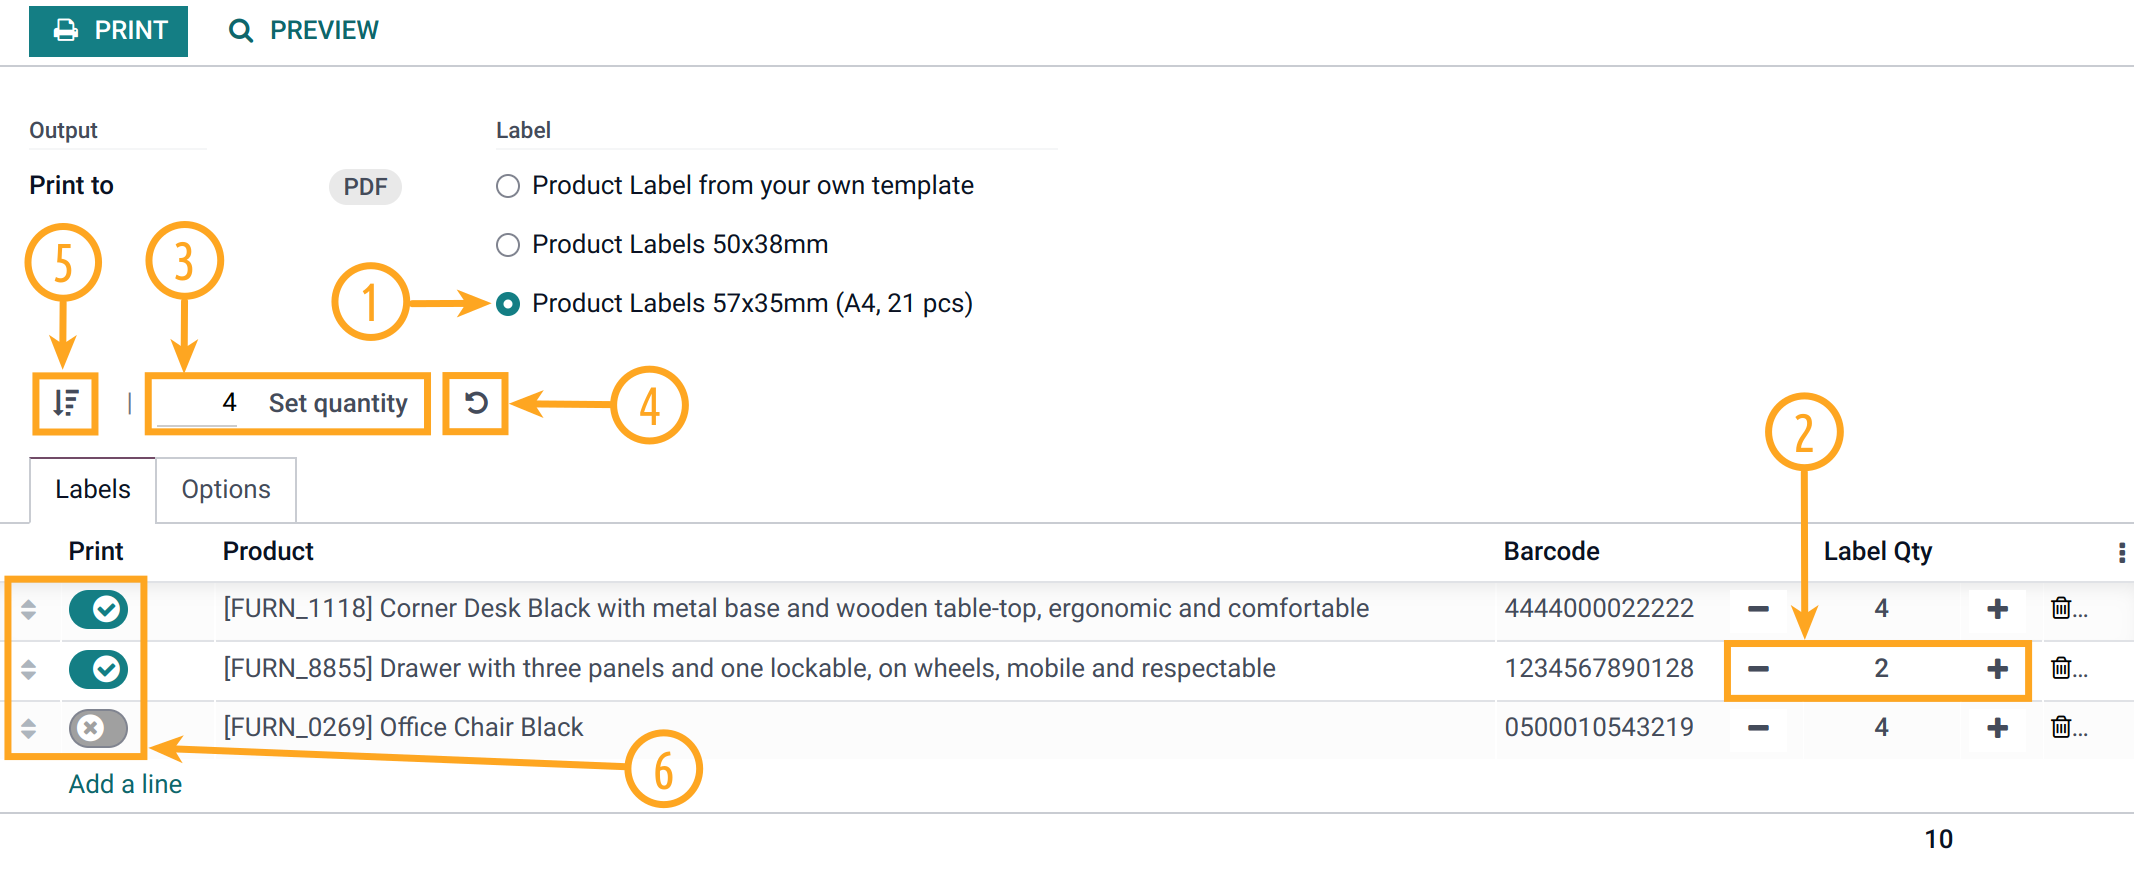 PRINT PREVIEW
Output Label
Print to PDF Product Label from your own template
Product Labels 50x38mm
5 3 1 Product Labels 57x35mm (A4, 21 pcs)
| 4 Set quantity 4
2
Labels Options
Print Product Barcode Label Qty
[FURN_1118] Corner Desk Black with metal base and wooden table-top, ergonomic and comfortable 4444000022222 4 ...
[FURN_8855] Drawer with three panels and one lockable, on wheels, mobile and respectable 1234567890128 2 ...
[FURN_0269] Office Chair Black 0500010543219 4 ...
6
Add a line
10